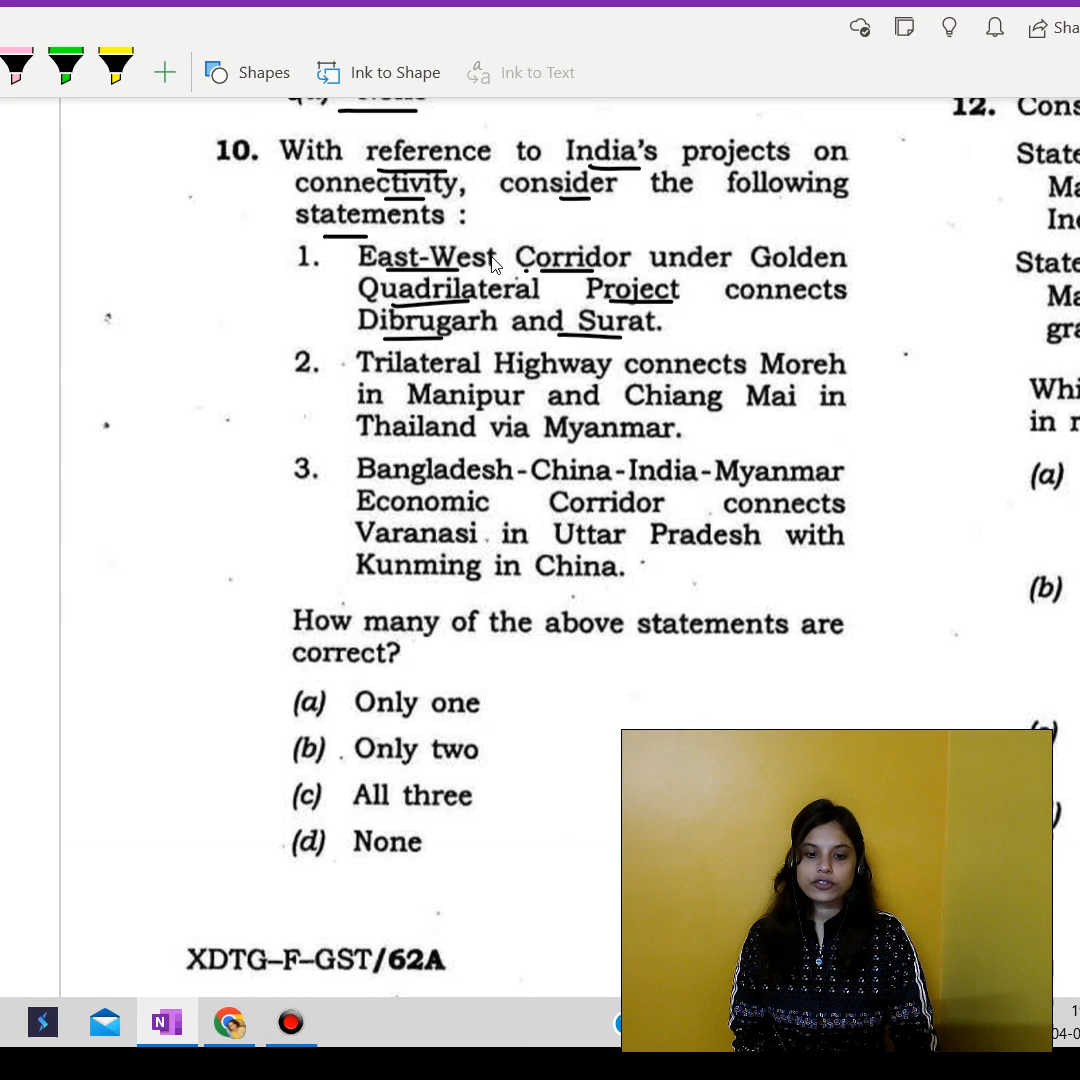 Sha
Shapes
Ink to Shape
Ink to Text
None
12. Cons
10. With reference to India's projects on
connectivity, consider the following
statements :
1. East-West Corridor under Golden
Quadrilateral Project connects
Dibrugarh and Surat.
2. Trilateral Highway connects Moreh
in Manipur and Chiang Mai in
Thailand via Myanmar.
3. Bangladesh-China-India-Myanmar
Economic Corridor connects
Varanasi in Uttar Pradesh with
Kunming in China.
How many of the above statements are
correct?
(a) Only one
(b) Only two
(c) All three
(d) None
XDTG-F-GST/62A
State
Ma
Ind
State
Ma
gra
Whi
in r
(a)
(b)
N
04-0